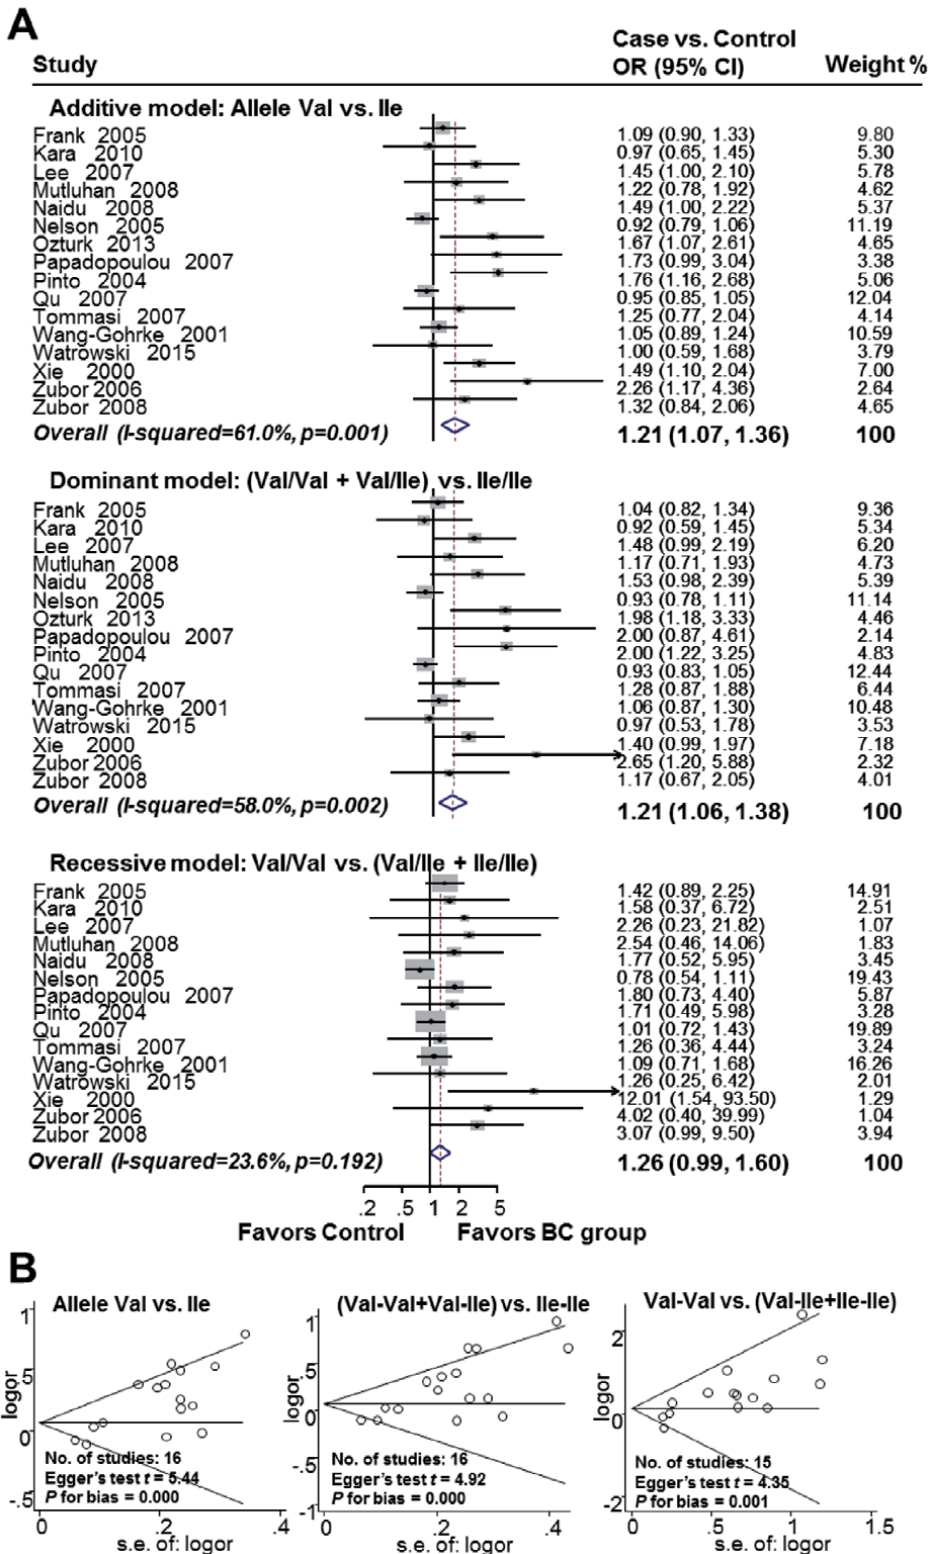 A
Case vs. Control
Study OR (95% CI) Weight %
Additive model: Allele Val vs. Ile
Frank 2005 1.09 (0.90, 1.33) 9.80
Kara 2010 0.97 (0.65, 1.45) 5.30
Lee 2007 1.45 (1.00, 2.10) 5.78
Mutluhan 2008 1.22 (0.78, 1.92) 4.62
Naidu 2008 1.49 (1.00, 2.22) 5.37
Nelson 2005 0.92 (0.79, 1.06) 11.19
Ozturk 2013 1.67 (1.07, 2.61) 4.65
Papadopoulou 2007 1.73 (0.99, 3.04) 3.38
Pinto 2004 1.76 (1.16, 2.68) 5.06
Qu 2007 0.95 (0.85, 1.05) 12.04
Tommasi 2007 1.25 (0.77, 2.04) 4.14
Wang-Gohrke 2001 1.05 (0.89, 1.24) 10.59
Watrowski 2015 1.00 (0.59, 1.68) 3.79
Xie 2000 1.49 (1.10, 2.04) 7.00
Zubor 2006 2.26 (1.17, 4.36) 2.64
Zubor 2008 1.32 (0.84, 2.06) 4.65
Overall (I-squared=61.0%, p=0.001) 1.21 (1.07, 1.36) 100
Dominant model: (Val/Val + Val/Ile) vs. Ile/Ile
Frank 2005 1.04 (0.82, 1.34) 9.36
Kara 2010 0.92 (0.59, 1.45) 5.34
Lee 2007 1.48 (0.99, 2.19) 6.20
Mutluhan 2008 1.17 (0.71, 1.93) 4.73
Naidu 2008 1.53 (0.98, 2.39) 5.39
Nelson 2005 0.93 (0.78, 1.11) 11.14
Ozturk 2013 1.98 (1.18, 3.33) 4.46
Papadopoulou 2007 2.00 (0.87, 4.61) 2.14
Pinto 2004 2.00 (1.22, 3.25) 4.83
Qu 2007 0.93 (0.83, 1.05) 12.44
Tommasi 2007 1.28 (0.87, 1.88) 6.44
Wang-Gohrke 2001 1.06 (0.87, 1.30) 10.48
Watrowski 2015 0.97 (0.53, 1.78) 3.53
Xie 2000 1.40 (0.99, 1.97) 7.18
Zubor 2006 2.65 (1.20, 5.88) 2.32
Zubor 2008 1.17 (0.67, 2.05) 4.01
Overall (I-squared=58.0%, p=0.002) 1.21 (1.06, 1.38) 100
Recessive model: Val/Val vs. (Val/Ile + Ile/Ile)
Frank 2005 1.42 (0.89, 2.25) 14.91
Kara 2010 1.58 (0.37, 6.72) 2.51
Lee 2007 2.26 (0.23, 21.82) 1.07
Mutluhan 2008 2.54 (0.46, 14.06) 1.83
Naidu 2008 1.77 (0.52, 5.95) 3.45
Nelson 2005 0.78 (0.54, 1.11) 19.43
Papadopoulou 2007 1.80 (0.73, 4.40) 5.87
Pinto 2004 1.71 (0.49, 5.98) 3.28
Qu 2007 1.01 (0.72, 1.43) 19.89
Tommasi 2007 1.26 (0.36, 4.44) 3.24
Wang-Gohrke 2001 1.09 (0.71, 1.68) 16.26
Watrowski 2015 1.26 (0.25, 6.42) 2.01
Xie 2000 12.01 (1.54, 93.50) 1.29
Zubor 2006 4.02 (0.40, 39.99) 1.04
Zubor 2008 3.07 (0.99, 9.50) 3.94
Overall (I-squared=23.6%, p=0.192) 1.26 (0.99, 1.60) 100
.2 .5 1 2 5
Favors Control Favors BC group
B
Allele Val vs. Ile
1
.5
0
-.5
logor
No. of studies: 16
Egger's test t = 5.44
P for bias = 0.000
0 .2 .4
s.e. of: logor
(Val-Val+Val-Ile) vs. Ile-Ile
1
.5
0
-.5
-1
logor
No. of studies: 16
Egger's test t = 4.92
P for bias = 0.000
0 .2 .4
s.e. of: logor
Val-Val vs. (Val-Ile+Ile-Ile)
2
0
-2
logor
No. of studies: 15
Egger's test t = 4.35
P for bias = 0.001
0 .5 1 1.5
s.e. of: logor